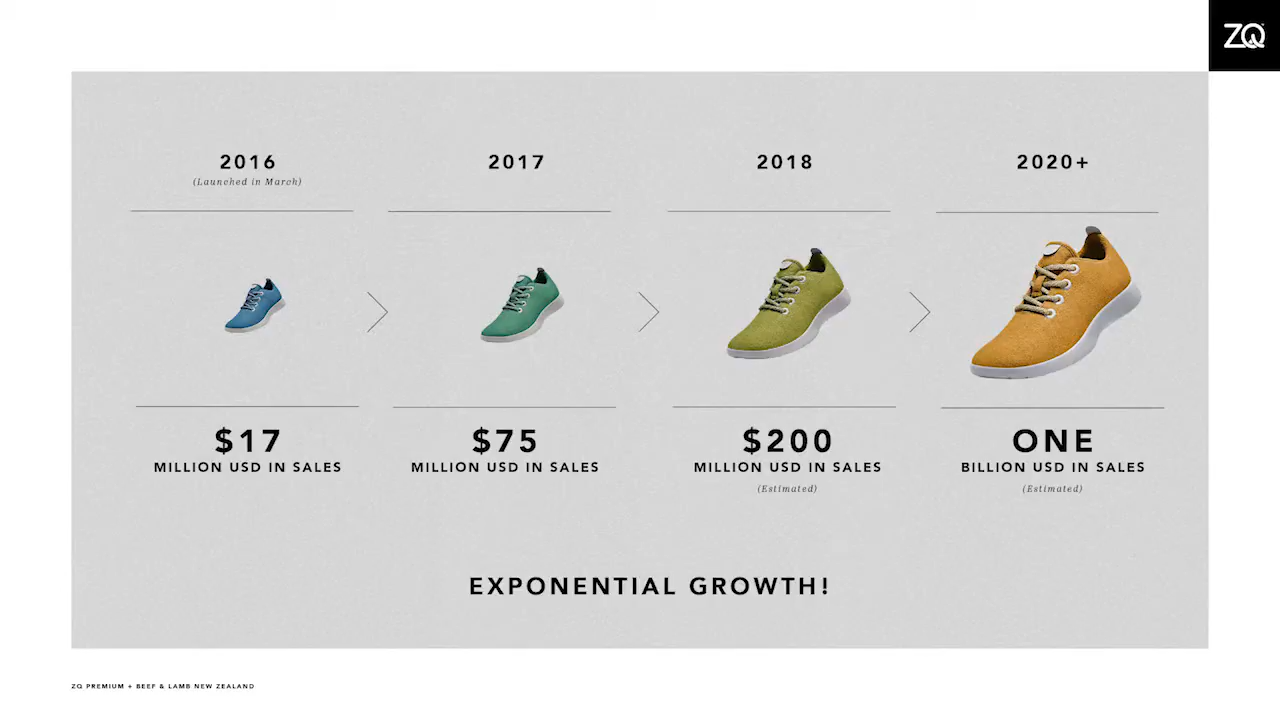 ZQ
2016
(Launched in March)
2017
2018
2020+
$17
MILLION USD IN SALES
$75
MILLION USD IN SALES
$200
MILLION USD IN SALES
(Estimated)
ONE
BILLION USD IN SALES
(Estimated)
EXPONENTIAL GROWTH!
ZQ PREMIUM + BEEF & LAMB NEW ZEALAND